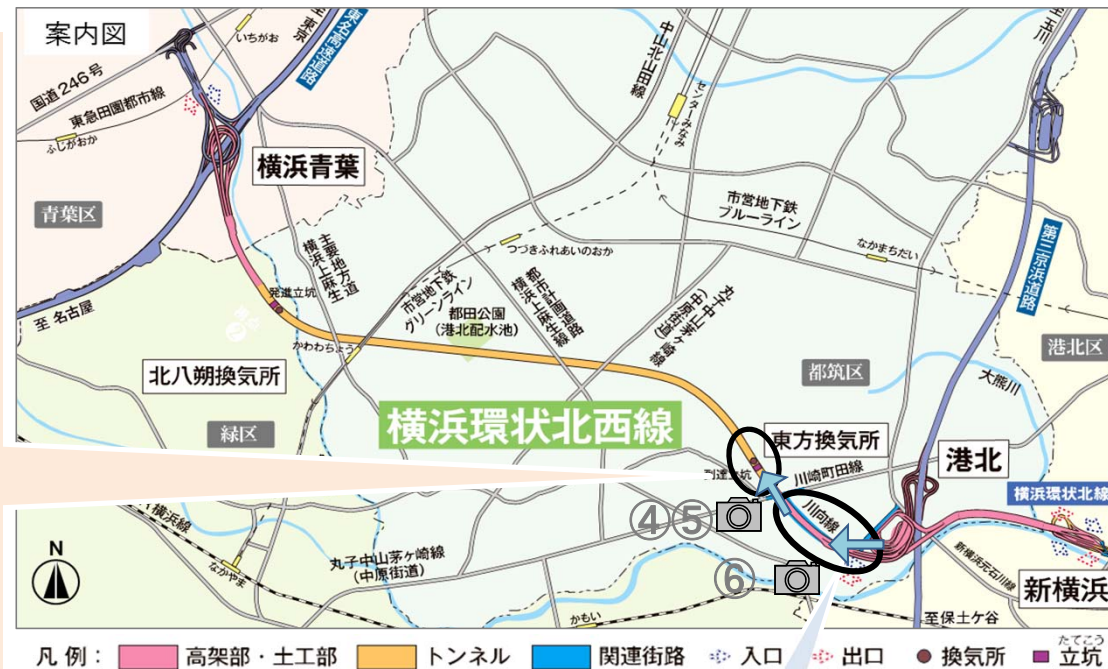 案内図
国道246号
東急田園都市線
ふじがおか
いちがお
至 東京
東名高速道路
中山北山田線
センターみなみ
至 玉川
横浜青葉
青葉区
至 名古屋
発進立坑
主要地方道
横浜上麻生
市営地下鉄
グリーンライン
つづきふれあいのおか
都市計画道路
横浜上麻生線
市営地下鉄
ブルーライン
なかまちだい
第三京浜道路
港北区
大熊川
都田公園
(港北配水池)
かわわちょう
丸子中山茅ヶ崎線
(中原街道)
都筑区
北八朔換気所
緑区
横浜環状北西線
東方換気所
到達立坑
川崎町田線
港北
横浜環状北線
川向線
④⑤
⑥
新横浜元石川線
新横浜
横浜線
なかやま
丸子中山茅ヶ崎線
(中原街道)
かもい
至保土ケ谷
N
凡 例：
高架部・土工部
トンネル
関連街路
入口
出口
換気所
たてこう
立坑